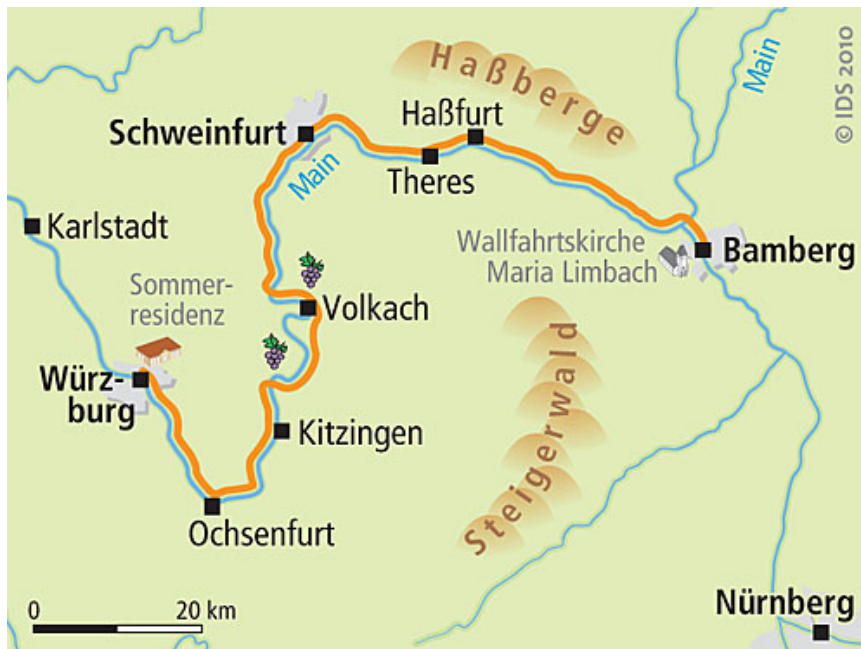 Haßberge
Main
© IDS 2010
Schweinfurt
Haßfurt
Main
Theres
Karlstadt
Wallfahrtskirche
Maria Limbach
Bamberg
Sommer-
residenz
Volkach
Würz-
burg
Kitzingen
Steigerwald
Ochsenfurt
0 20 km
Nürnberg